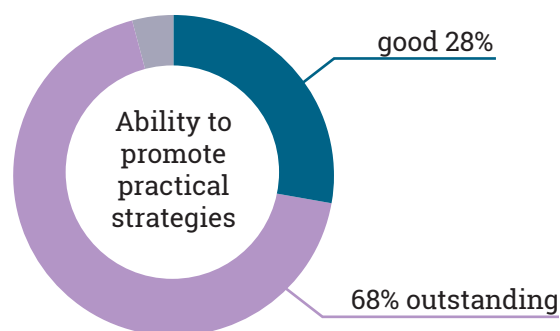 good 28%
Ability to
promote
practical
strategies
68% outstanding